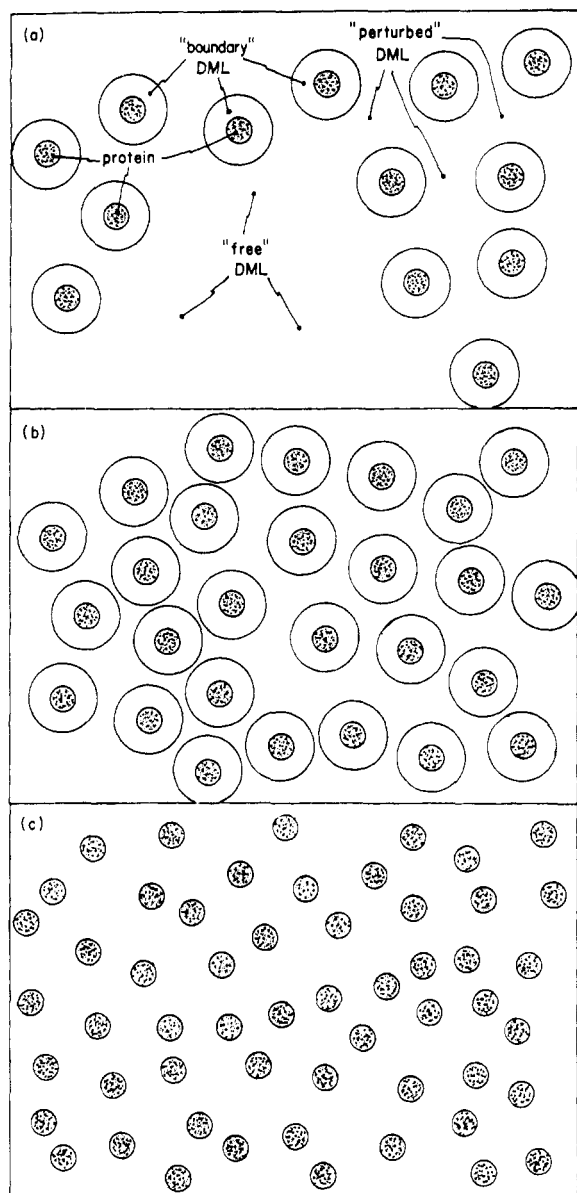 (a)
"boundary"
DML
"perturbed"
DML
protein
"free"
DML
(b)
(c)